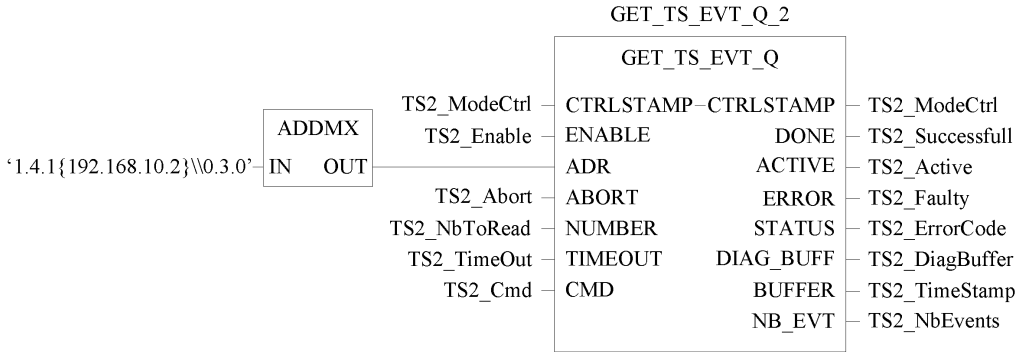 GET_TS_EVT_Q_2
GET_TS_EVT_Q
TS2_ModeCtrl CTRLSTAMP CTRLSTAMP TS2_ModeCtrl
ADDMX TS2_Enable ENABLE DONE TS2_Successfull
‘1.4.1{192.168.10.2}\\0.3.0’ IN OUT ADR ACTIVE TS2_Active
TS2_Abort ABORT ERROR TS2_Faulty
TS2_NbToRead NUMBER STATUS TS2_ErrorCode
TS2_TimeOut TIMEOUT DIAG_BUFF TS2_DiagBuffer
TS2_Cmd CMD BUFFER TS2_TimeStamp
NB_EVT TS2_NbEvents